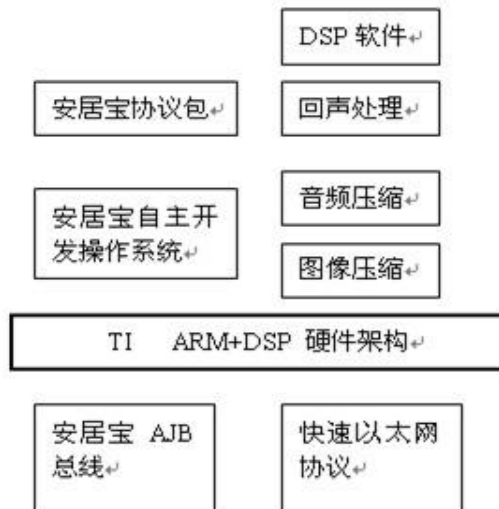 DSP 软件
安居宝协议包
回声处理
安居宝自主开
发操作系统
音频压缩
图像压缩
TI ARM+DSP 硬件架构
安居宝 AJB
总线
快速以太网
协议